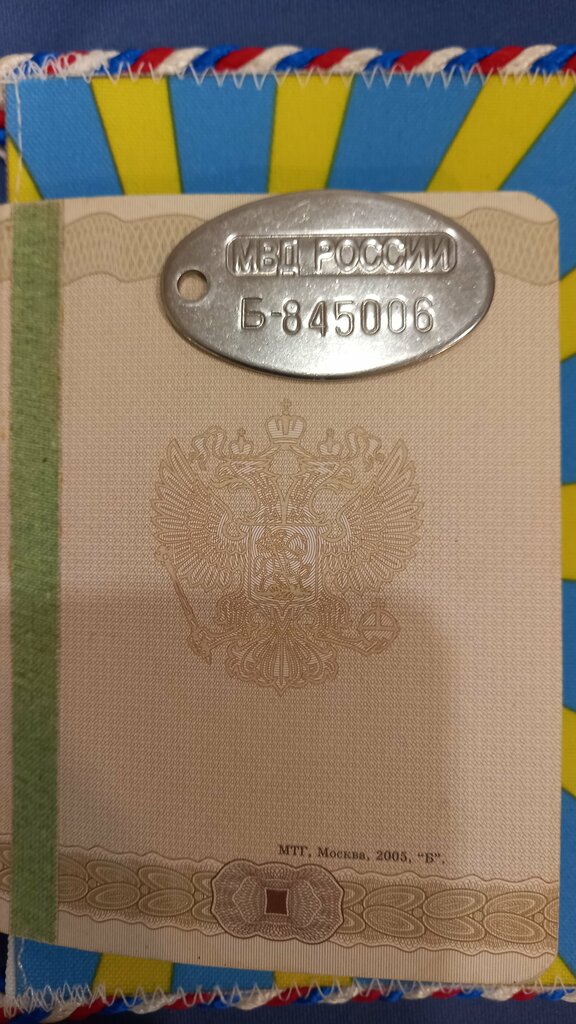 МВД РОССИИ
Б-845006
МТГ, Москва, 2005, "Б".